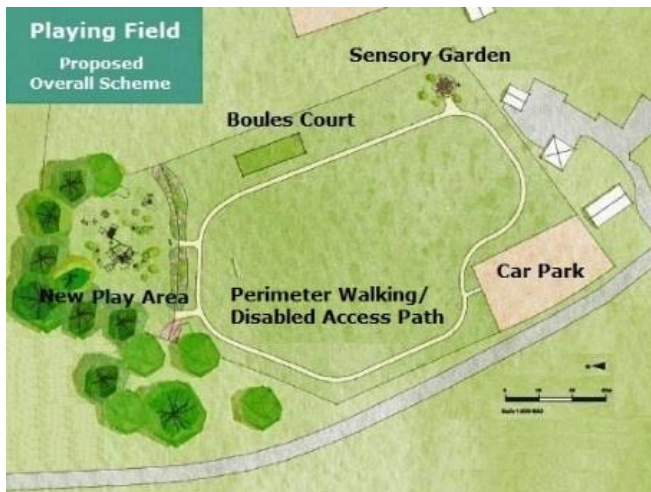 Playing Field
Proposed
Overall Scheme
Sensory Garden
Boules Court
Car Park
New Play Area
Perimeter Walking/
Disabled Access Path